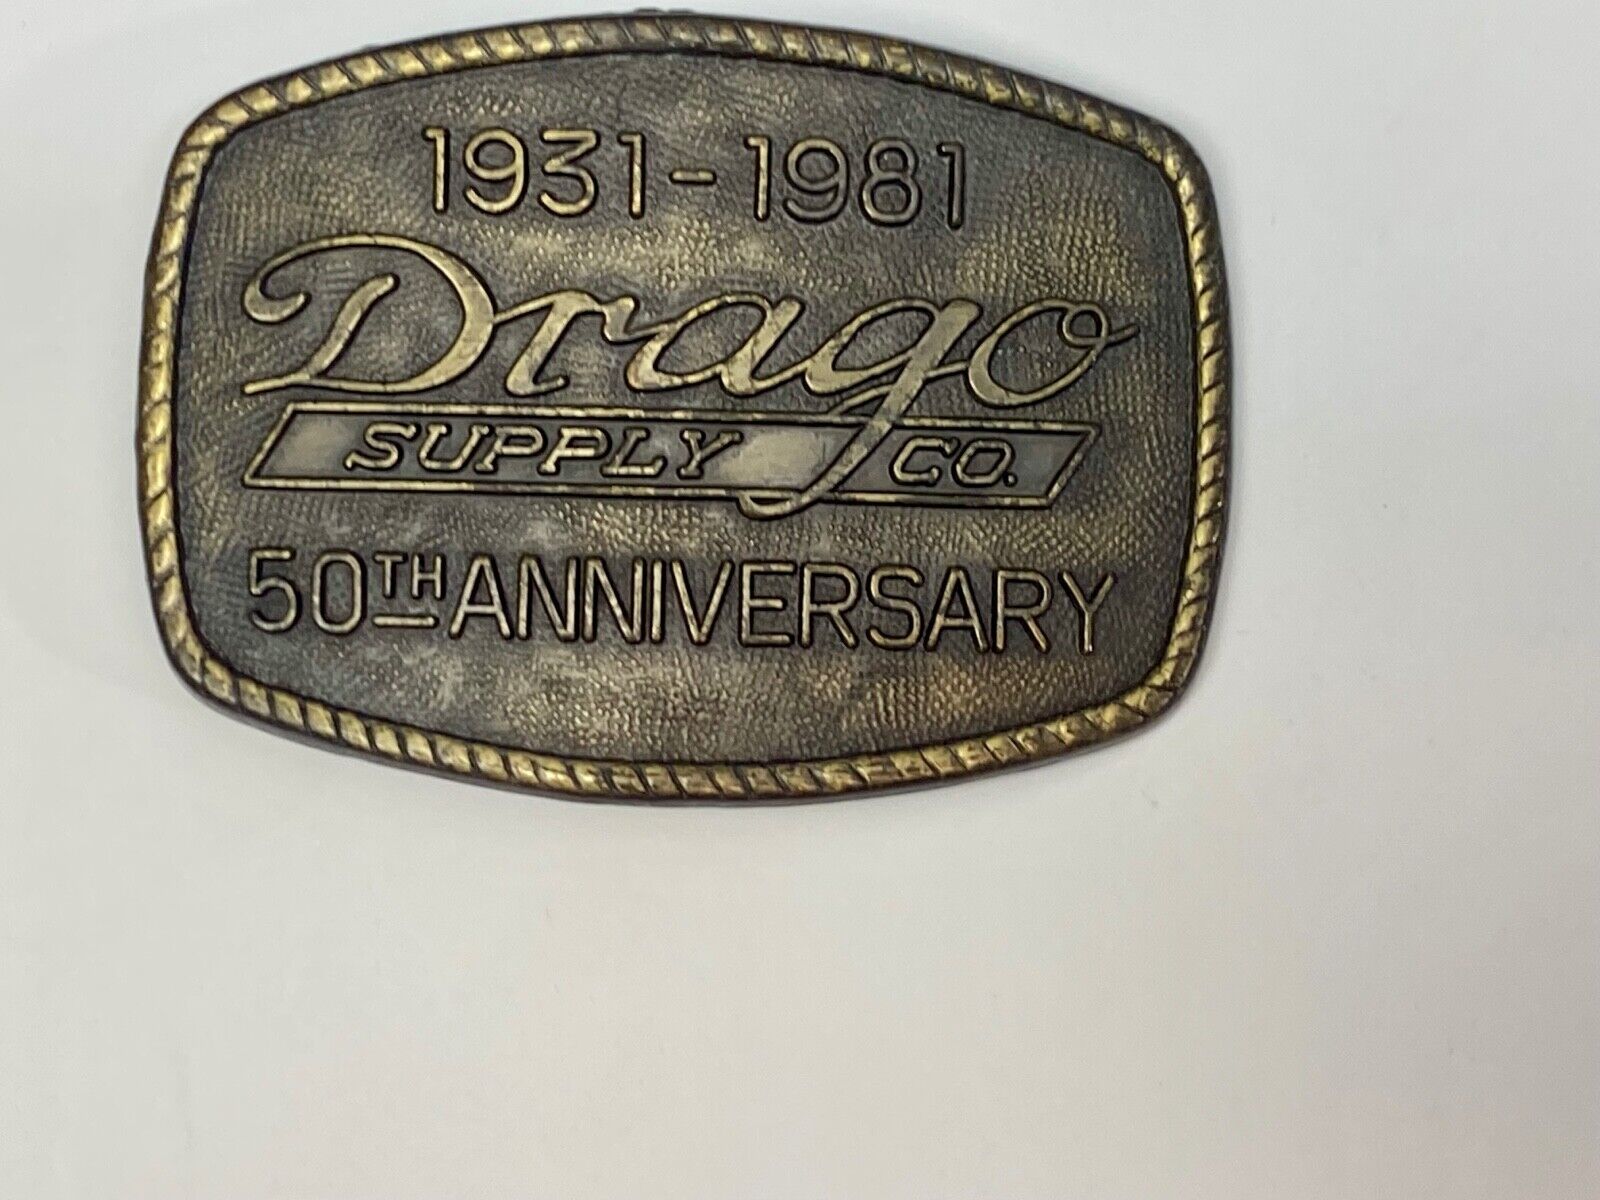 1931-1981
Drago
SUPPLY CO.
50TH ANNIVERSARY